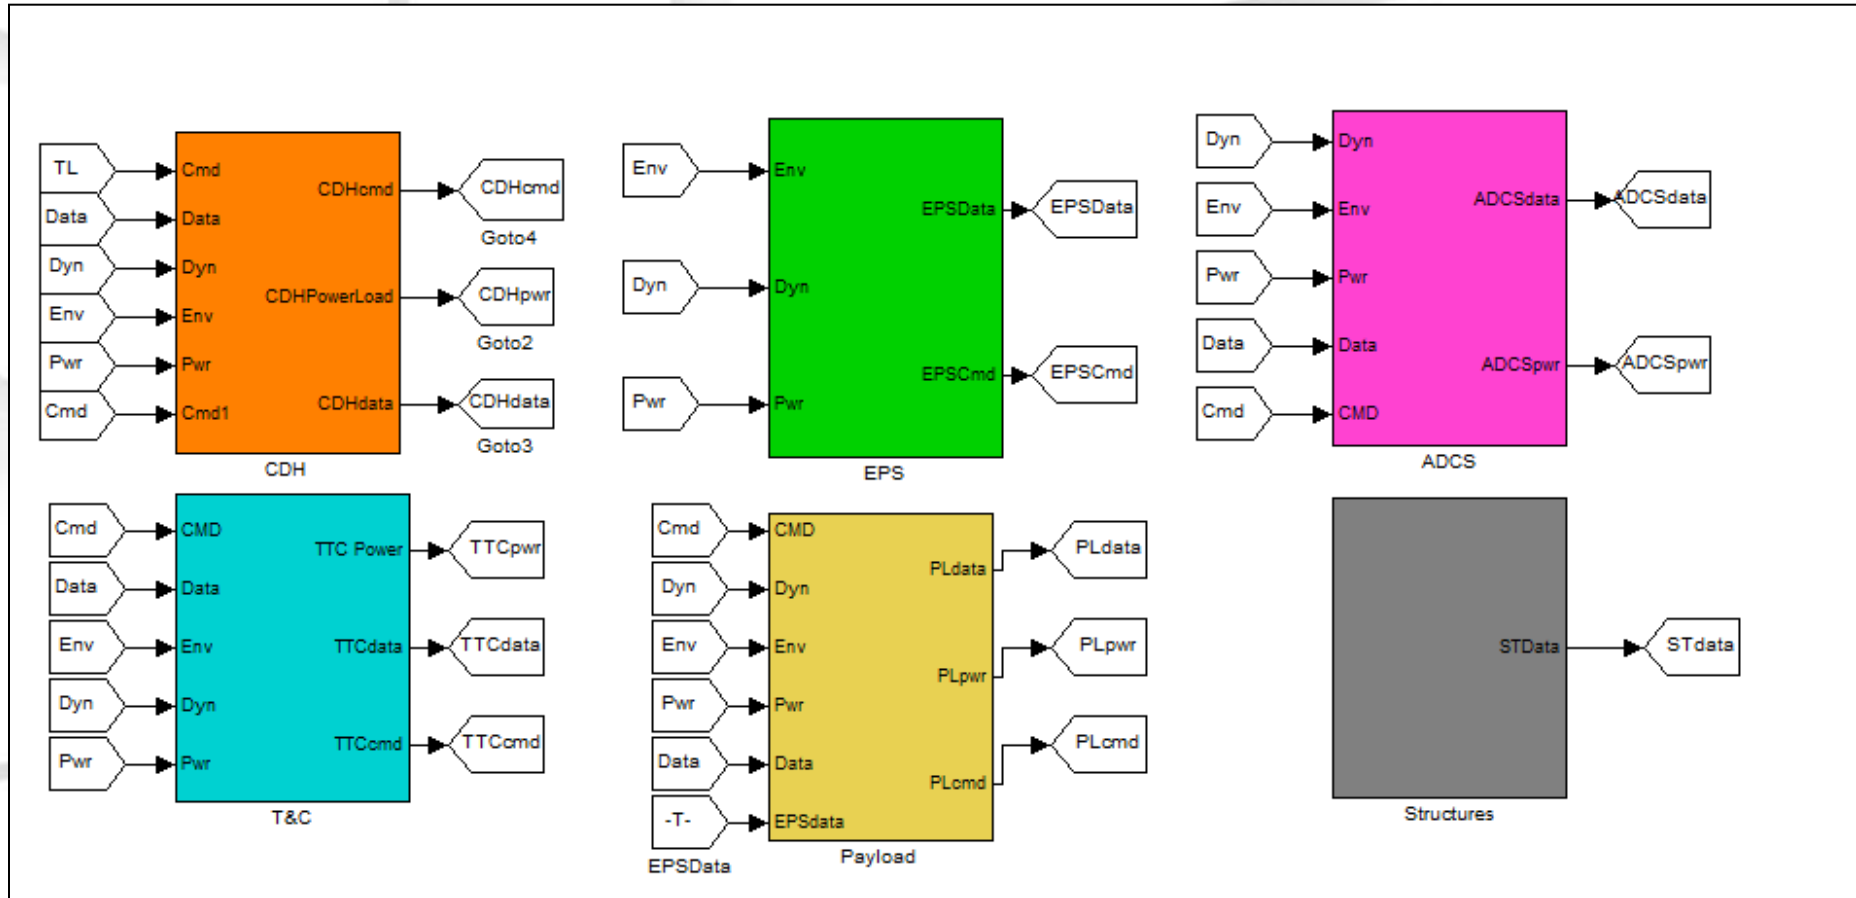 TL
Data
Dyn
Env
Pwr
Cmd
Cmd
Data
Dyn
Env
Pwr
Cmd1
CDHcmd
CDHPowerLoad
CDHdata
CDHcmd
Goto4
CDHpwr
Goto2
CDHdata
Goto3
CDH
Env
Dyn
Pwr
Env
Dyn
Pwr
EPSData
EPSCmd
EPSData
EPSCmd
EPS
Dyn
Env
Pwr
Data
Cmd
Dyn
Env
Pwr
Data
CMD
ADCSdata
ADCSpwr
ADCSdata
ADCSpwr
ADCS
Cmd
Data
Env
Dyn
Pwr
CMD
Data
Env
Dyn
Pwr
TTC Power
TTCdata
TTCcmd
TTCpwr
TTCdata
TTCcmd
T&C
Cmd
Dyn
Env
Pwr
Data
-T-
EPSData
CMD
Dyn
Env
Pwr
Data
EPSdata
PLdata
PLpwr
PLcmd
PLdata
PLpwr
PLcmd
Payload
STData
STdata
Structures